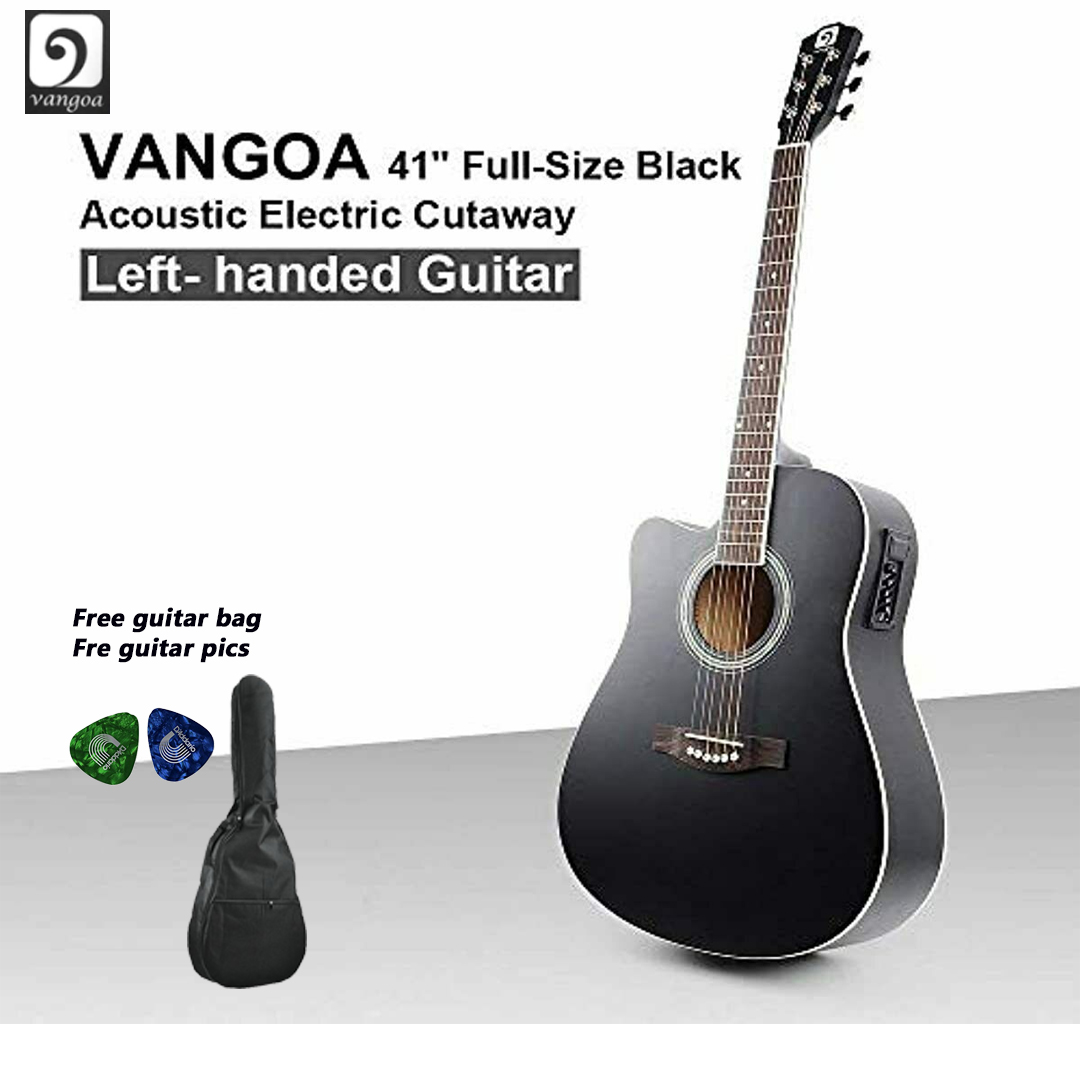 vangoa
VANGOA 41" Full-Size Black
Acoustic Electric Cutaway
Left- handed Guitar
Free guitar bag
Fre guitar pics